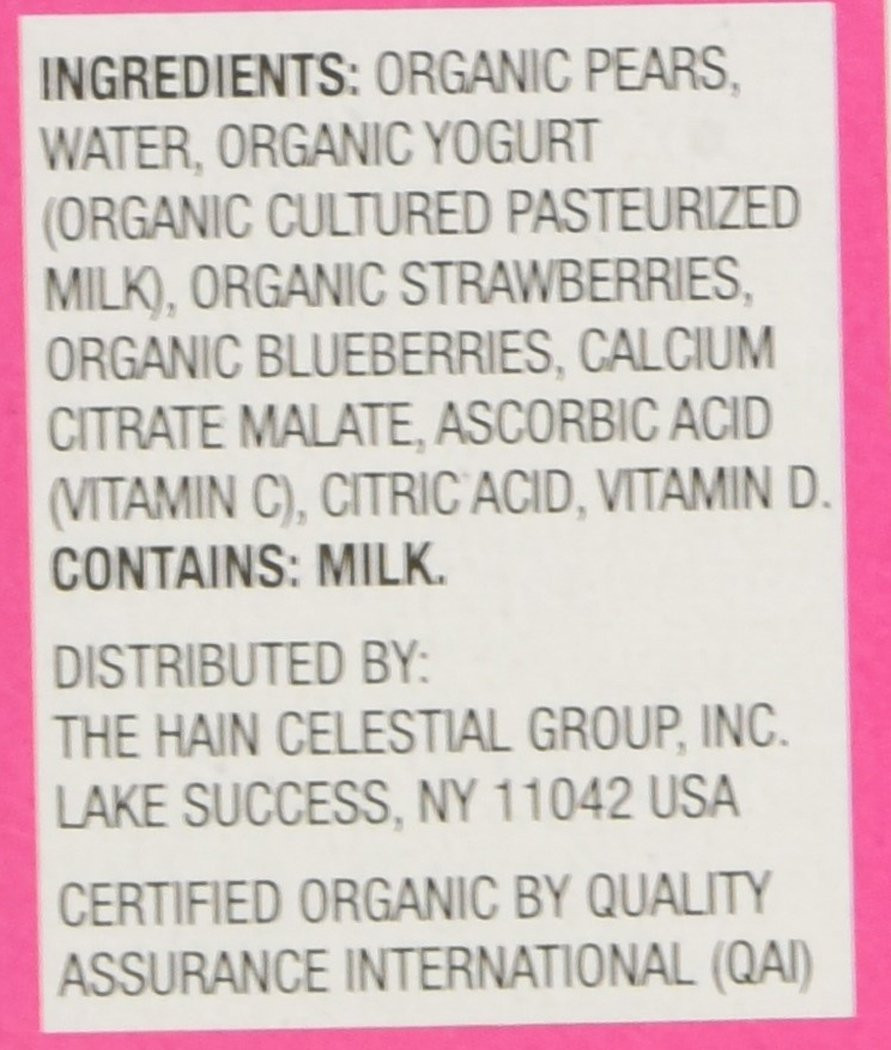 INGREDIENTS: ORGANIC PEARS,
WATER, ORGANIC YOGURT
(ORGANIC CULTURED PASTEURIZED
MILK), ORGANIC STRAWBERRIES,
ORGANIC BLUEBERRIES, CALCIUM
CITRATE MALATE, ASCORBIC ACID
(VITAMIN C), CITRIC ACID, VITAMIN D.
CONTAINS: MILK.
DISTRIBUTED BY:
THE HAIN CELESTIAL GROUP, INC.
LAKE SUCCESS, NY 11042 USA
CERTIFIED ORGANIC BY QUALITY
ASSURANCE INTERNATIONAL (QAI)